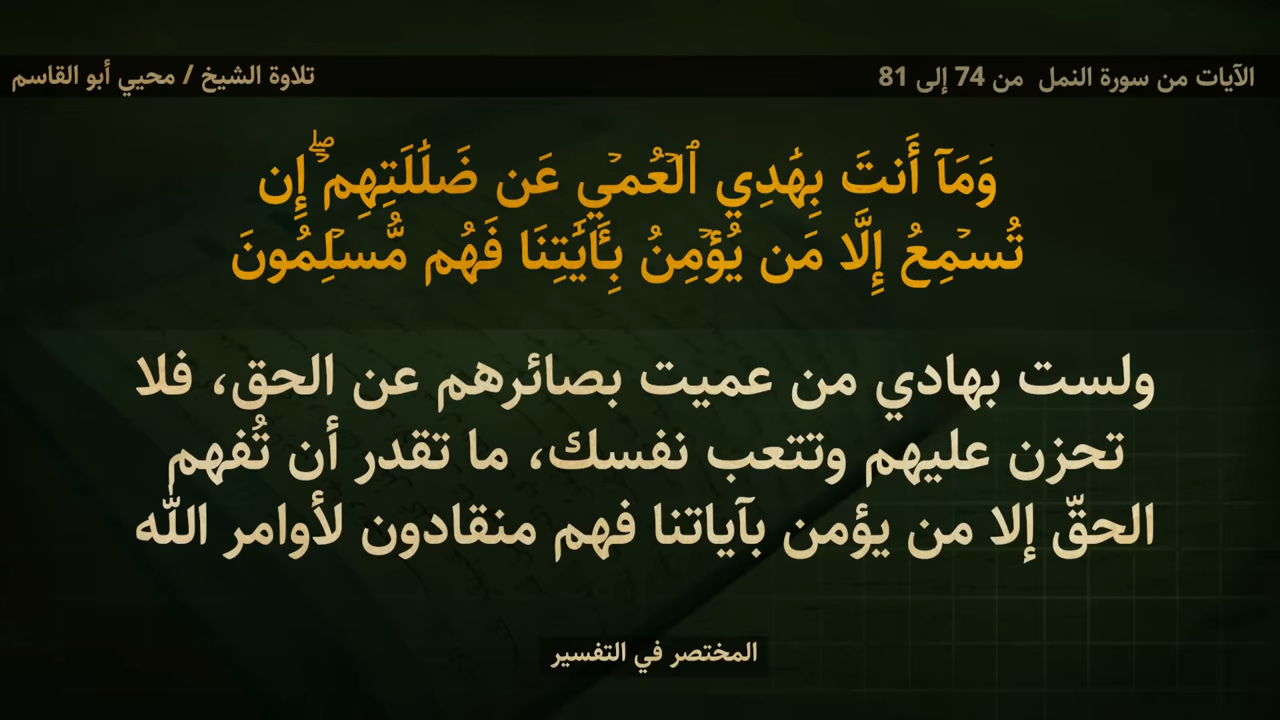 الآيات من سورة النمل من 74 إلى 81
تلاوة الشيخ / محيي أبو القاسم
وَمَآ أَنتَ بِهَٰدِي ٱلۡعُمۡيِ عَن ضَلَٰلَتِهِمۡۖ إِن
تُسۡمِعُ إِلَّا مَن يُؤۡمِنُ بِـَٔايَٰتِنَا فَهُم مُّسۡلِمُونَ
ولست بهادي من عميت بصائرهم عن الحق، فلا
تحزن عليهم وتتعب نفسك، ما تقدر أن تُفهم
الحقّ إلا من يؤمن بآياتنا فهم منقادون لأوامر الله
المختصر في التفسير